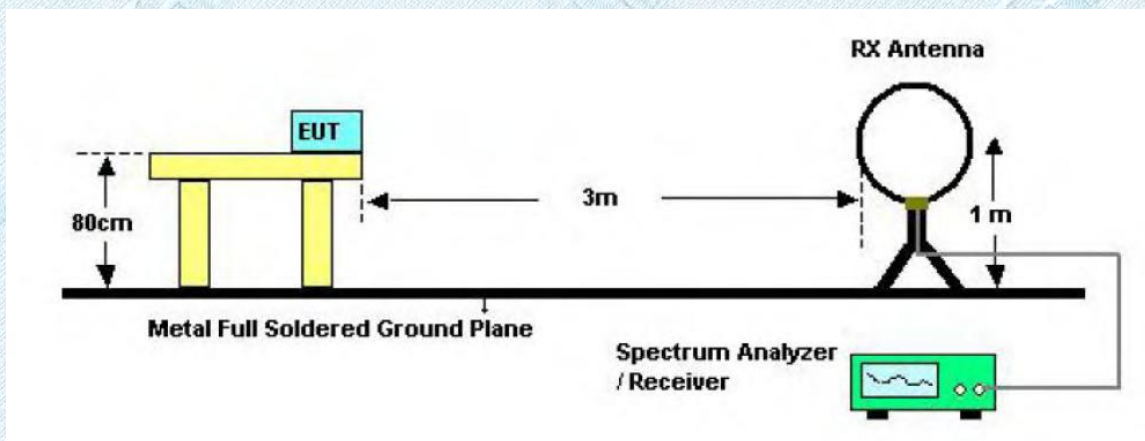 RX Antenna
EUT
3m
80cm
1 m
Metal Full Soldered Ground Plane
Spectrum Analyzer
/ Receiver